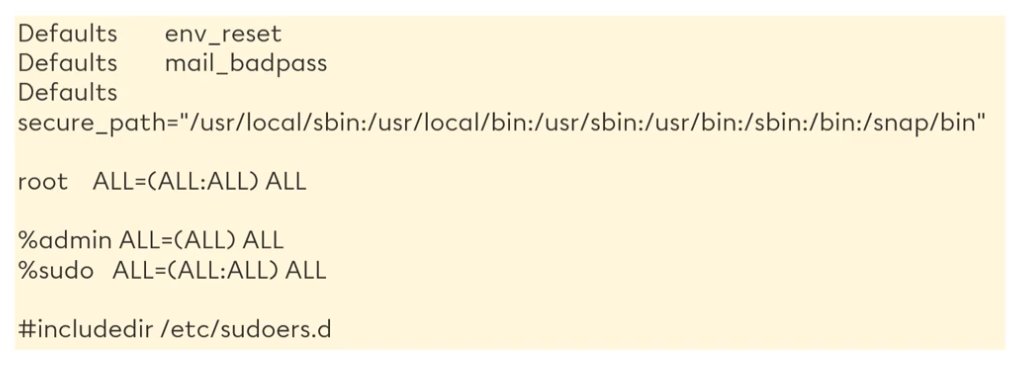 Defaults	env_reset
Defaults	mail_badpass
Defaults
secure_path="/usr/local/sbin:/usr/local/bin:/usr/sbin:/usr/bin:/sbin:/bin:/snap/bin"
root	ALL=(ALL:ALL) ALL
%admin ALL=(ALL) ALL
%sudo	ALL=(ALL:ALL) ALL
#includedir /etc/sudoers.d